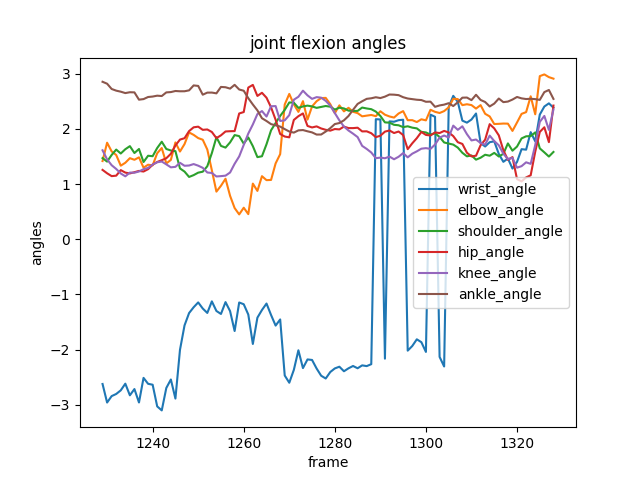 joint flexion angles
3
2
1
0
−1
−2
−3
angles
wrist_angle
elbow_angle
shoulder_angle
hip_angle
knee_angle
ankle_angle
1240
1260
1280
1300
1320
frame